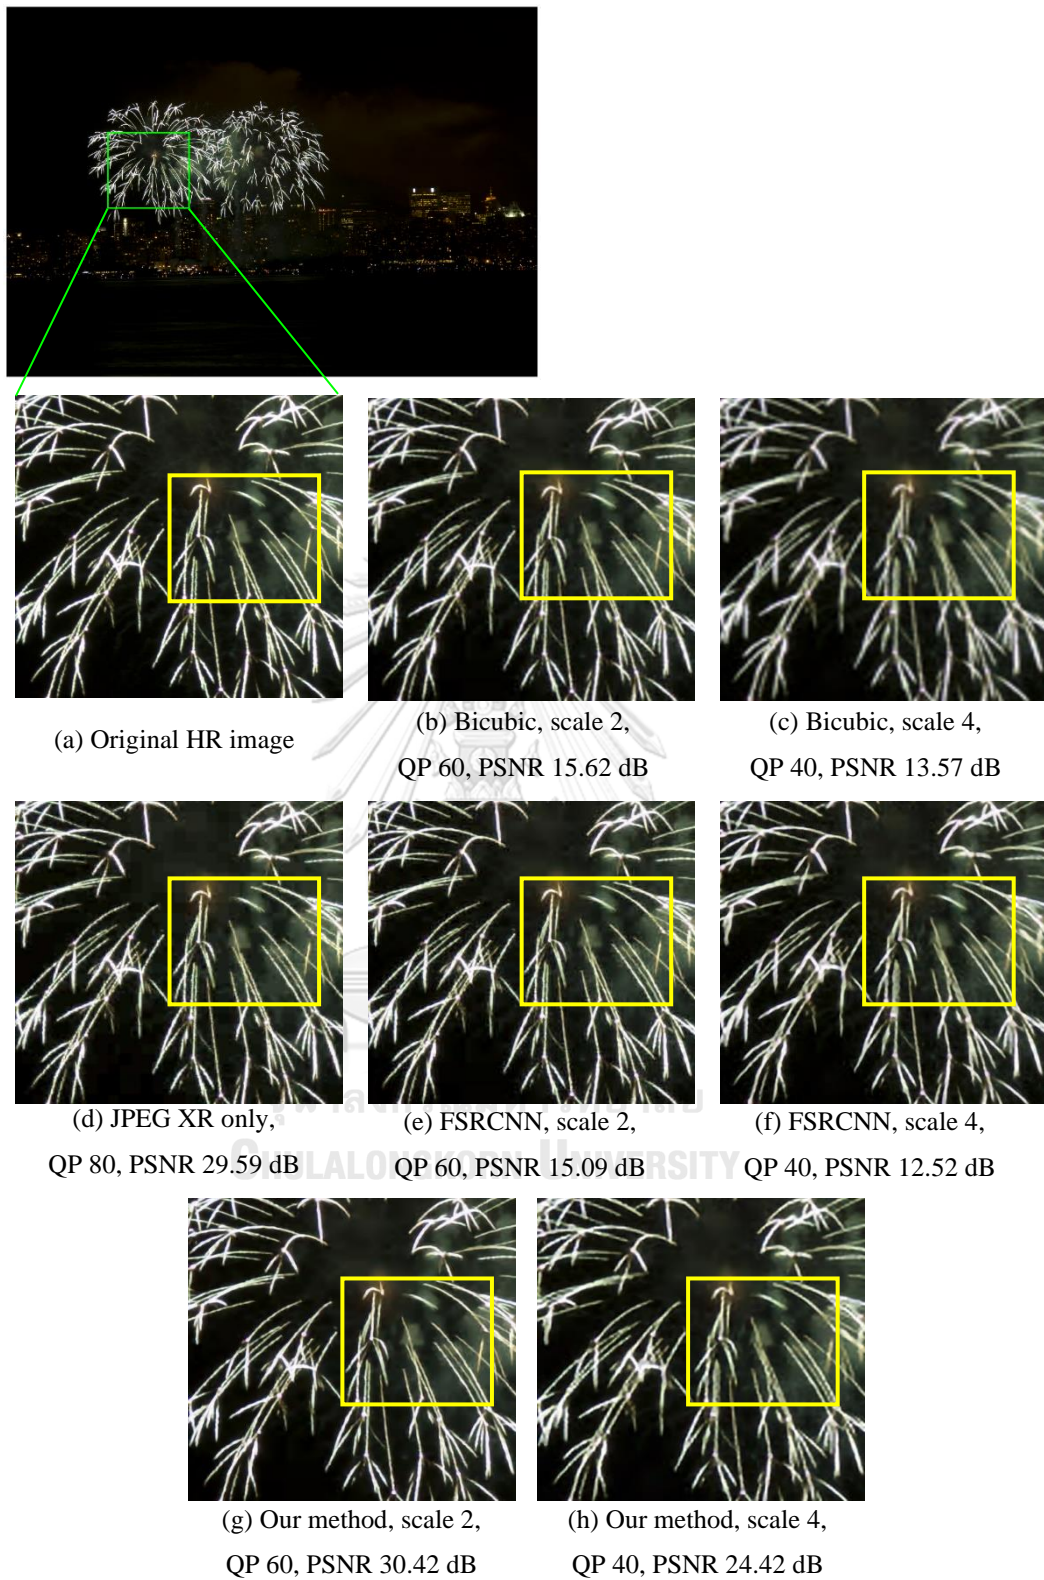 (a) Original HR image
(b) Bicubic, scale 2,
QP 60, PSNR 15.62 dB
(c) Bicubic, scale 4,
QP 40, PSNR 13.57 dB
(d) JPEG XR only,
QP 80, PSNR 29.59 dB
(e) FSRCNN, scale 2,
QP 60, PSNR 15.09 dB
(f) FSRCNN, scale 4,
QP 40, PSNR 12.52 dB
CHULALONGKORN UNIVERSITY
(g) Our method, scale 2,
QP 60, PSNR 30.42 dB
(h) Our method, scale 4,
QP 40, PSNR 24.42 dB